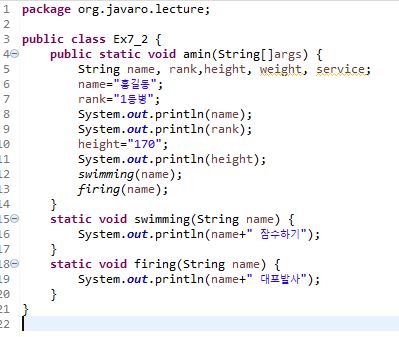 1 package org.javaro.lecture;
2
3 public class Ex7_2 {
4 public static void amin(String[]args) {
5 String name, rank,height, weight, service;
6 name="홍길동";
7 rank="1등병";
8 System.out.println(name);
9 System.out.println(rank);
10 height="170";
11 System.out.println(height);
12 swimming(name);
13 firing(name);
14 }
15 static void swimming(String name) {
16 System.out.println(name+" 잠수하기");
17 }
18 static void firing(String name) {
19 System.out.println(name+" 대포발사");
20 }
21 }
22